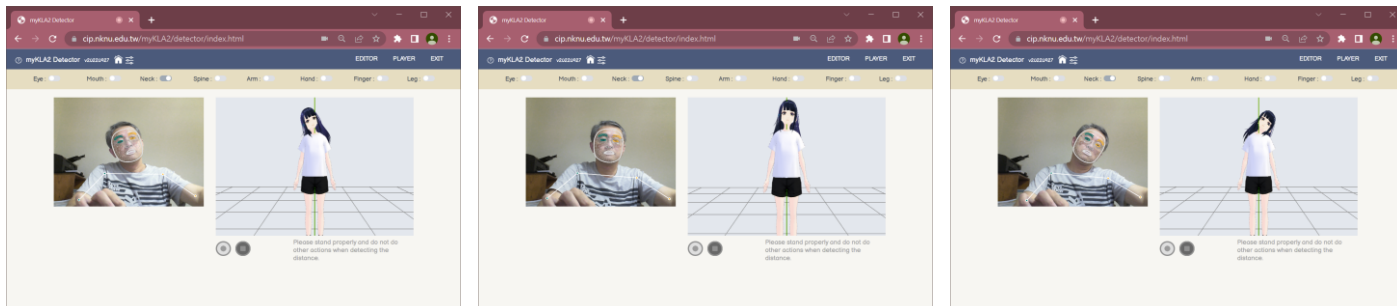 myKLA2 Detector
cip.nknu.edu.tw/myKLA2/detector/index.html
myKLA2 Detector
EDITOR PLAYER EXIT
Eye : Mouth : Neck : Spine : Arm : Hand : Finger : Leg :
Please stand properly and do not do
other actions when detecting the
distance.
myKLA2 Detector
cip.nknu.edu.tw/myKLA2/detector/index.html
myKLA2 Detector
EDITOR PLAYER EXIT
Eye : Mouth : Neck : Spine : Arm : Hand : Finger : Leg :
Please stand properly and do not do
other actions when detecting the
distance.
myKLA2 Detector
cip.nknu.edu.tw/myKLA2/detector/index.html
myKLA2 Detector
EDITOR PLAYER EXIT
Eye : Mouth : Neck : Spine : Arm : Hand : Finger : Leg :
Please stand properly and do not do
other actions when detecting the
distance.